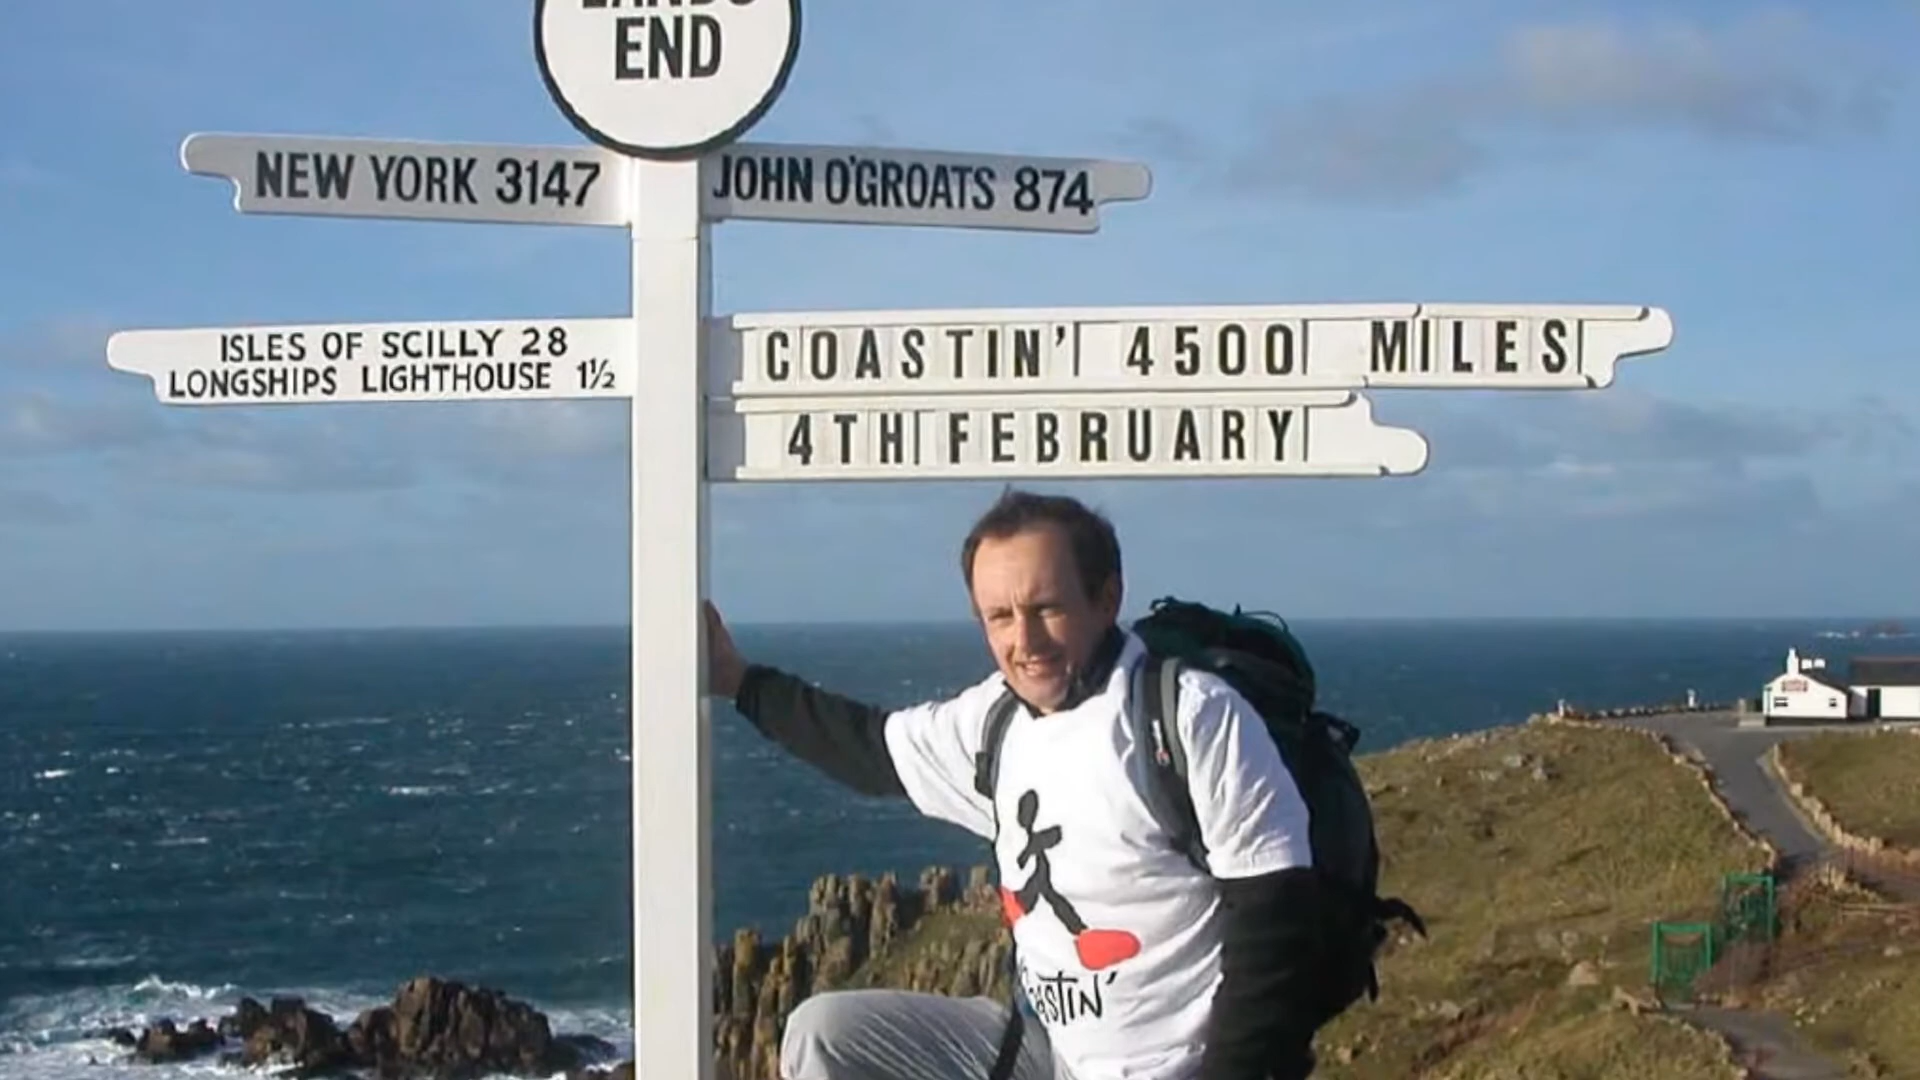 LANDS
END
NEW YORK 3147
JOHN O'GROATS 874
ISLES OF SCILLY 28
LONGSHIPS LIGHTHOUSE 1½
COASTIN' 4500 MILES
4TH FEBRUARY